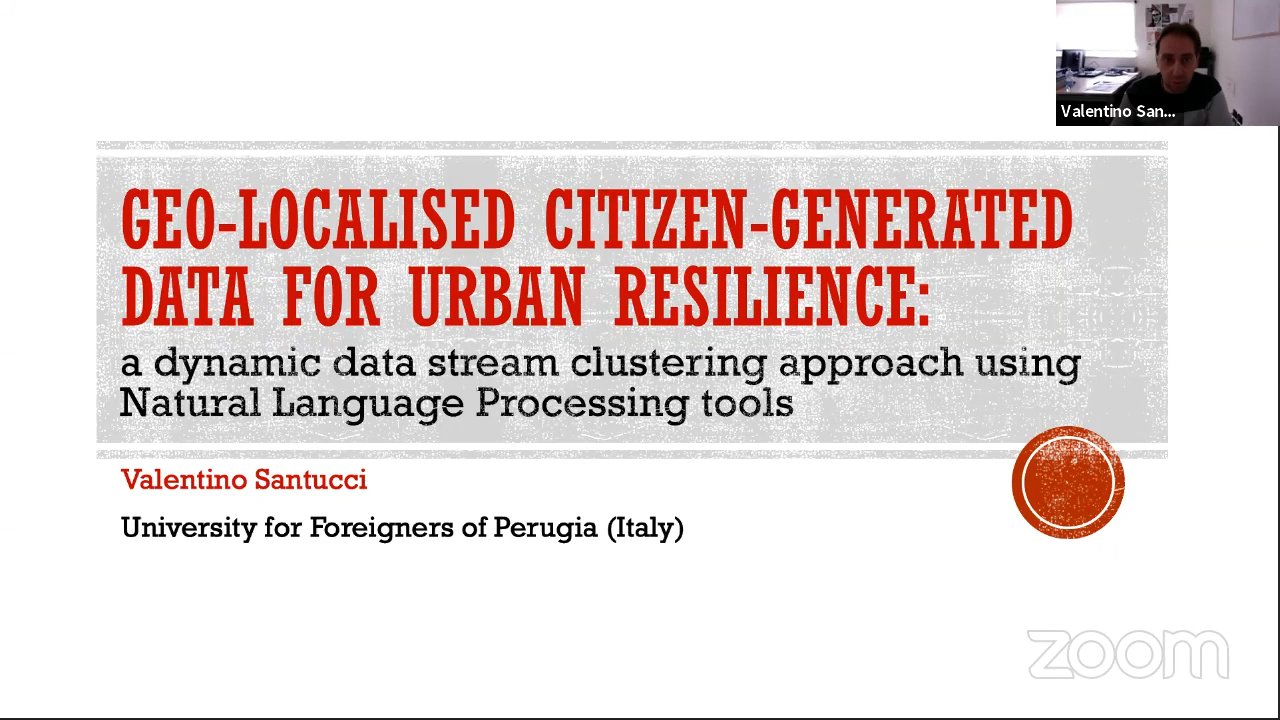 Valentino San...
GEO-LOCALISED CITIZEN-GENERATED
DATA FOR URBAN RESILIENCE:
a dynamic data stream clustering approach using
Natural Language Processing tools
Valentino Santucci
University for Foreigners of Perugia (Italy)
zoom